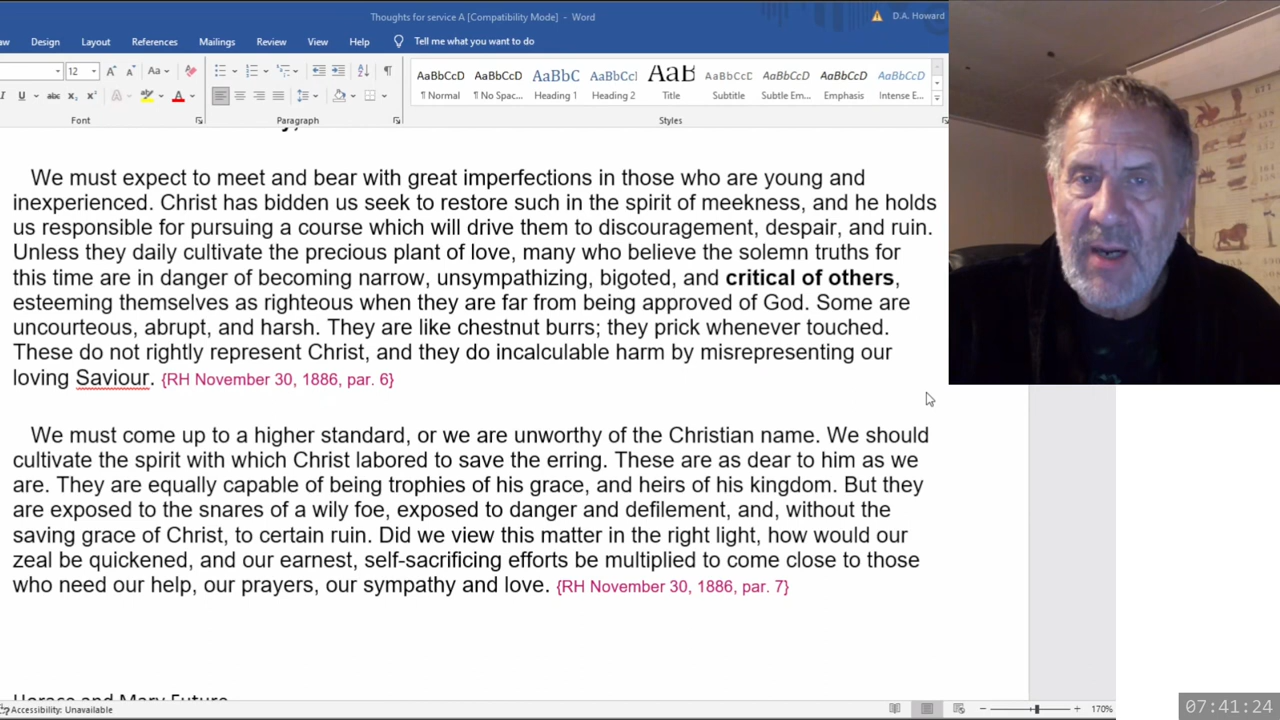 Thoughts for service A [Compatibility Mode] - Word
D.A. Howard
aw Design Layout References Mailings Review View Help Tell me what you want to do
12 Aa
I U abc x₂ x² A ab A
AaBbCcD AaBbCcD AaBbC AaBbCcI AaB AaBbCcD AaBbCcD AaBbCcD AaBbCcD
¶ Normal ¶ No Spac... Heading 1 Heading 2 Title Subtitle Subtle Em... Emphasis Intense E...
Font Paragraph Styles
We must expect to meet and bear with great imperfections in those who are young and
inexperienced. Christ has bidden us seek to restore such in the spirit of meekness, and he holds
us responsible for pursuing a course which will drive them to discouragement, despair, and ruin.
Unless they daily cultivate the precious plant of love, many who believe the solemn truths for
this time are in danger of becoming narrow, unsympathizing, bigoted, and critical of others,
esteeming themselves as righteous when they are far from being approved of God. Some are
uncourteous, abrupt, and harsh. They are like chestnut burrs; they prick whenever touched.
These do not rightly represent Christ, and they do incalculable harm by misrepresenting our
loving Saviour. {RH November 30, 1886, par. 6}
We must come up to a higher standard, or we are unworthy of the Christian name. We should
cultivate the spirit with which Christ labored to save the erring. These are as dear to him as we
are. They are equally capable of being trophies of his grace, and heirs of his kingdom. But they
are exposed to the snares of a wily foe, exposed to danger and defilement, and, without the
saving grace of Christ, to certain ruin. Did we view this matter in the right light, how would our
zeal be quickened, and our earnest, self-sacrificing efforts be multiplied to come close to those
who need our help, our prayers, our sympathy and love. {RH November 30, 1886, par. 7}
Horace and Mary Future
Accessibility: Unavailable
170%
07:41:24